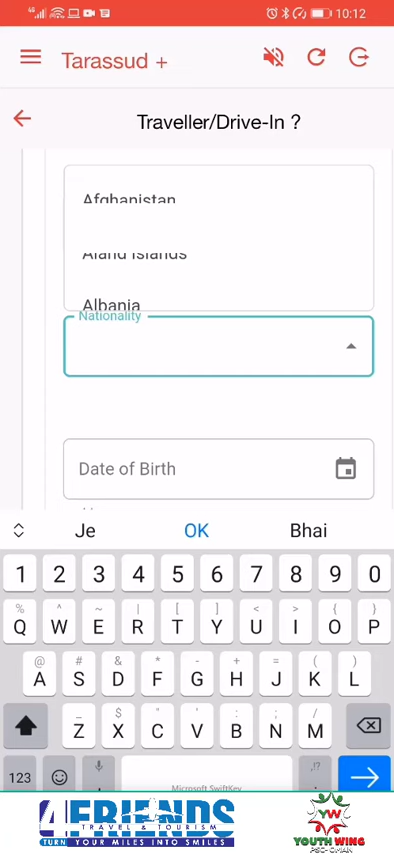 10:12
Tarassud +
Traveller/Drive-In ?
Afghanistan
Aland Islands
Albania
Nationality
Date of Birth
Je OK Bhai
1 2 3 4 5 6 7 8 9 0
% ^ ~ | [ ] < > { }
Q W E R T Y U I O P
@ # & * - + = ( )
A S D F G H J K L
_ $ " ' : ; /
Z X C V B N M
,!?
123 .
Microsoft SwiftKey
4FRIENDS
TRAVEL & TOURISM
TURN YOUR MILES INTO SMILES
YW
YOUTH WING
PSC-OMAN